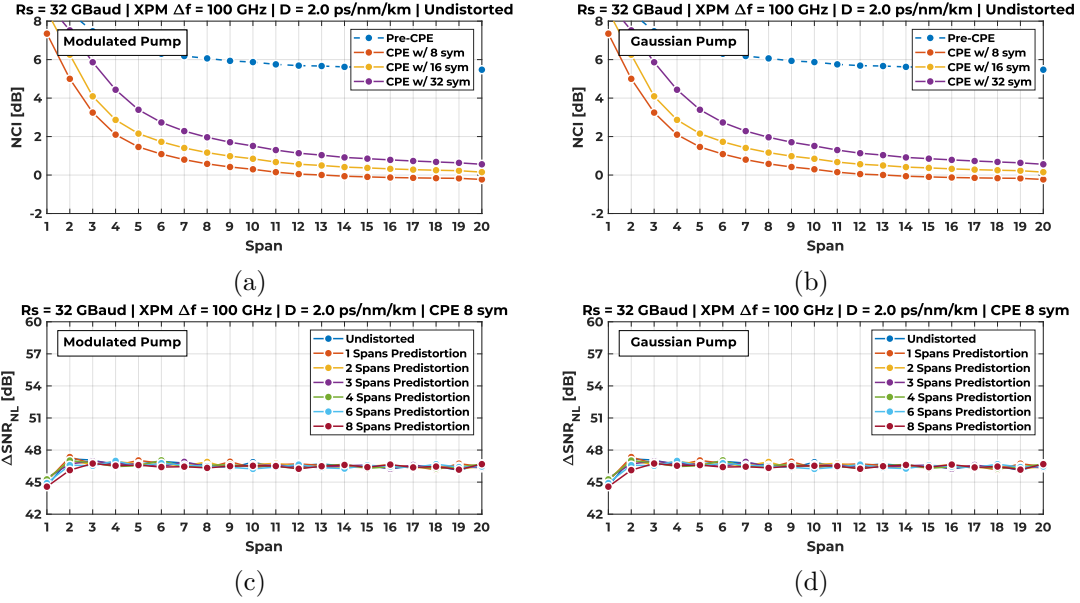 Rs = 32 GBaud | XPM Δf = 100 GHz | D = 2.0 ps/nm/km | Undistorted
8
6
4
2
0
-2
NCI [dB]
Modulated Pump
Pre-CPE
CPE w/ 8 sym
CPE w/ 16 sym
CPE w/ 32 sym
1 2 3 4 5 6 7 8 9 10 11 12 13 14 15 16 17 18 19 20
Span
(a)
Rs = 32 GBaud | XPM Δf = 100 GHz | D = 2.0 ps/nm/km | Undistorted
8
6
4
2
0
-2
NCI [dB]
Gaussian Pump
Pre-CPE
CPE w/ 8 sym
CPE w/ 16 sym
CPE w/ 32 sym
1 2 3 4 5 6 7 8 9 10 11 12 13 14 15 16 17 18 19 20
Span
(b)
Rs = 32 GBaud | XPM Δf = 100 GHz | D = 2.0 ps/nm/km | CPE 8 sym
60
57
54
51
48
45
42
ΔSNR_NL [dB]
Modulated Pump
Undistorted
1 Spans Predistortion
2 Spans Predistortion
3 Spans Predistortion
4 Spans Predistortion
6 Spans Predistortion
8 Spans Predistortion
1 2 3 4 5 6 7 8 9 10 11 12 13 14 15 16 17 18 19 20
Span
(c)
Rs = 32 GBaud | XPM Δf = 100 GHz | D = 2.0 ps/nm/km | CPE 8 sym
60
57
54
51
48
45
42
ΔSNR_NL [dB]
Gaussian Pump
Undistorted
1 Spans Predistortion
2 Spans Predistortion
3 Spans Predistortion
4 Spans Predistortion
6 Spans Predistortion
8 Spans Predistortion
1 2 3 4 5 6 7 8 9 10 11 12 13 14 15 16 17 18 19 20
Span
(d)